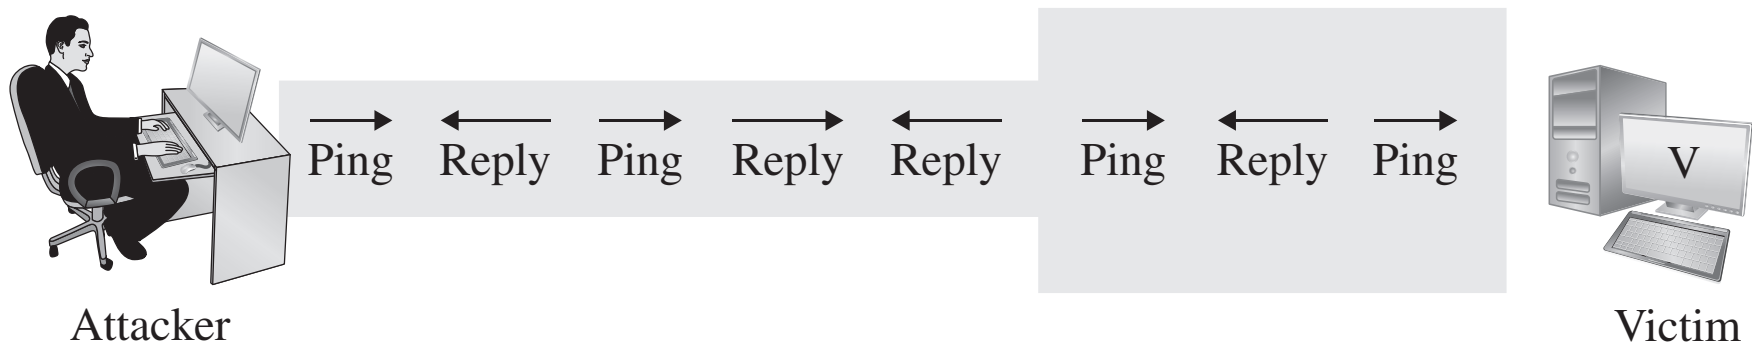 Ping Reply Ping Reply Reply Ping Reply Ping
V
Attacker
Victim